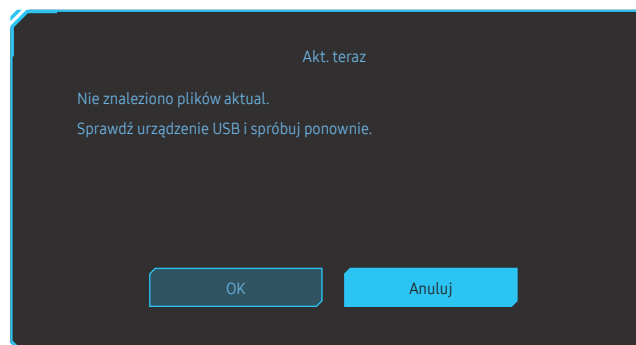 Akt. teraz
Nie znaleziono plików aktual.
Sprawdź urządzenie USB i spróbuj ponownie.
OK Anuluj